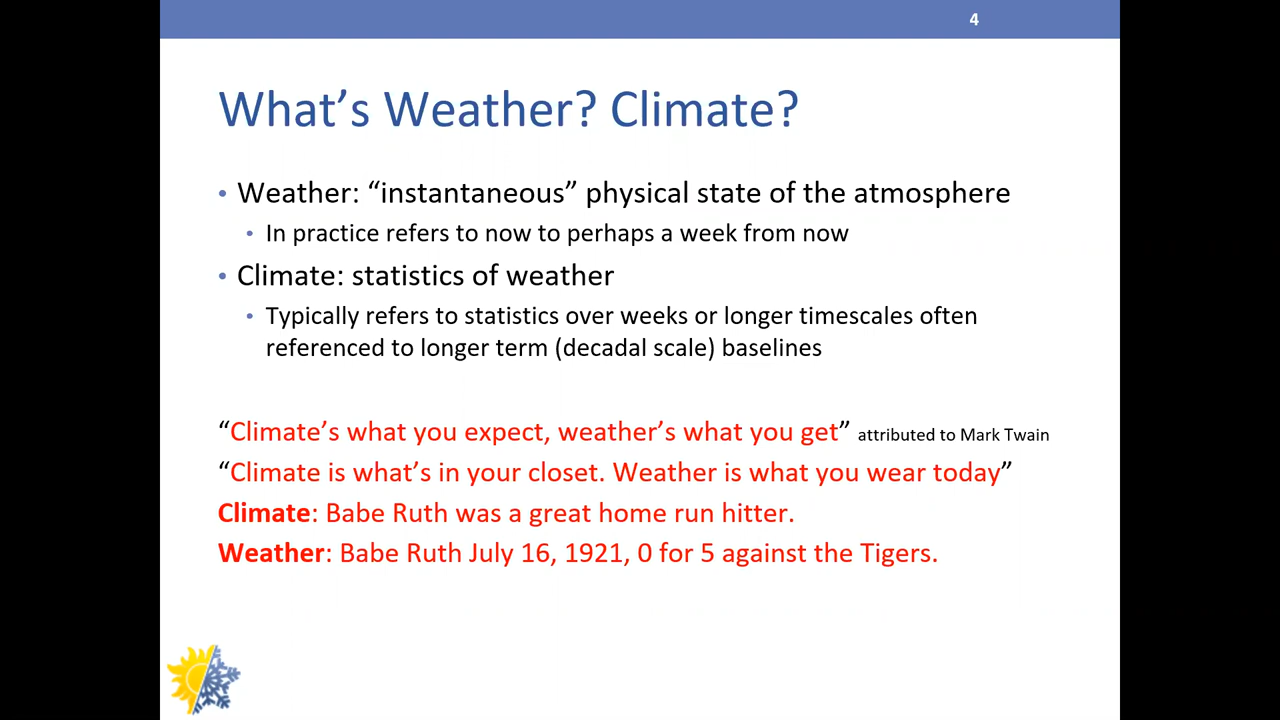 4
What's Weather? Climate?
• Weather: “instantaneous” physical state of the atmosphere
• In practice refers to now to perhaps a week from now
• Climate: statistics of weather
• Typically refers to statistics over weeks or longer timescales often
referenced to longer term (decadal scale) baselines
“Climate's what you expect, weather's what you get” attributed to Mark Twain
“Climate is what's in your closet. Weather is what you wear today”
Climate: Babe Ruth was a great home run hitter.
Weather: Babe Ruth July 16, 1921, 0 for 5 against the Tigers.